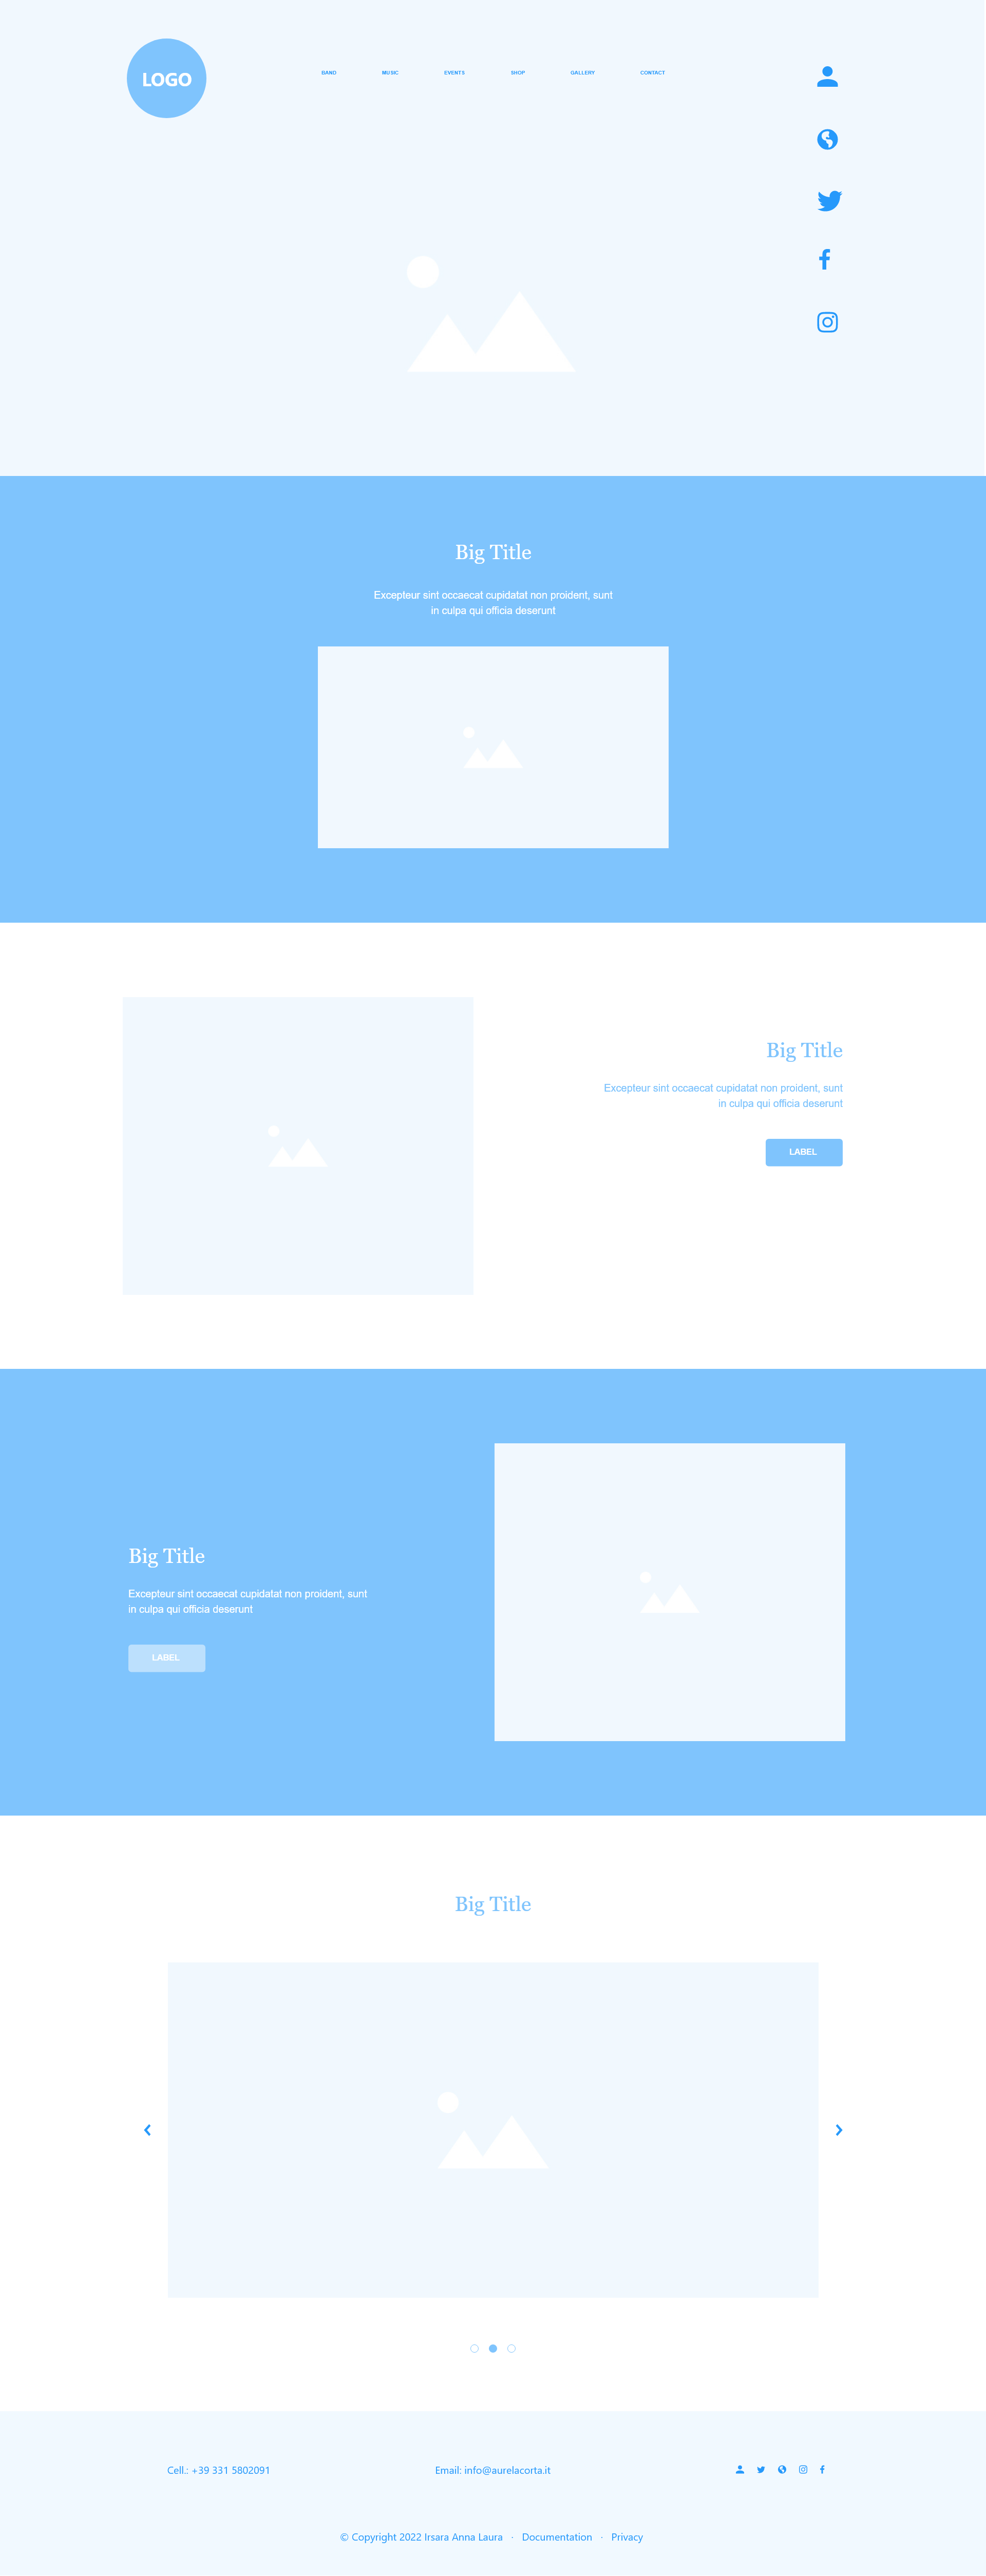 LOGO
BAND MUSIC EVENTS SHOP GALLERY CONTACT
Big Title
Excepteur sint occaecat cupidatat non proident, sunt
in culpa qui officia deserunt
Big Title
Excepteur sint occaecat cupidatat non proident, sunt
in culpa qui officia deserunt
LABEL
Big Title
Excepteur sint occaecat cupidatat non proident, sunt
in culpa qui officia deserunt
LABEL
Big Title
Cell.: +39 331 5802091
Email: info@aurelacorta.it
© Copyright 2022 Irsara Anna Laura · Documentation · Privacy